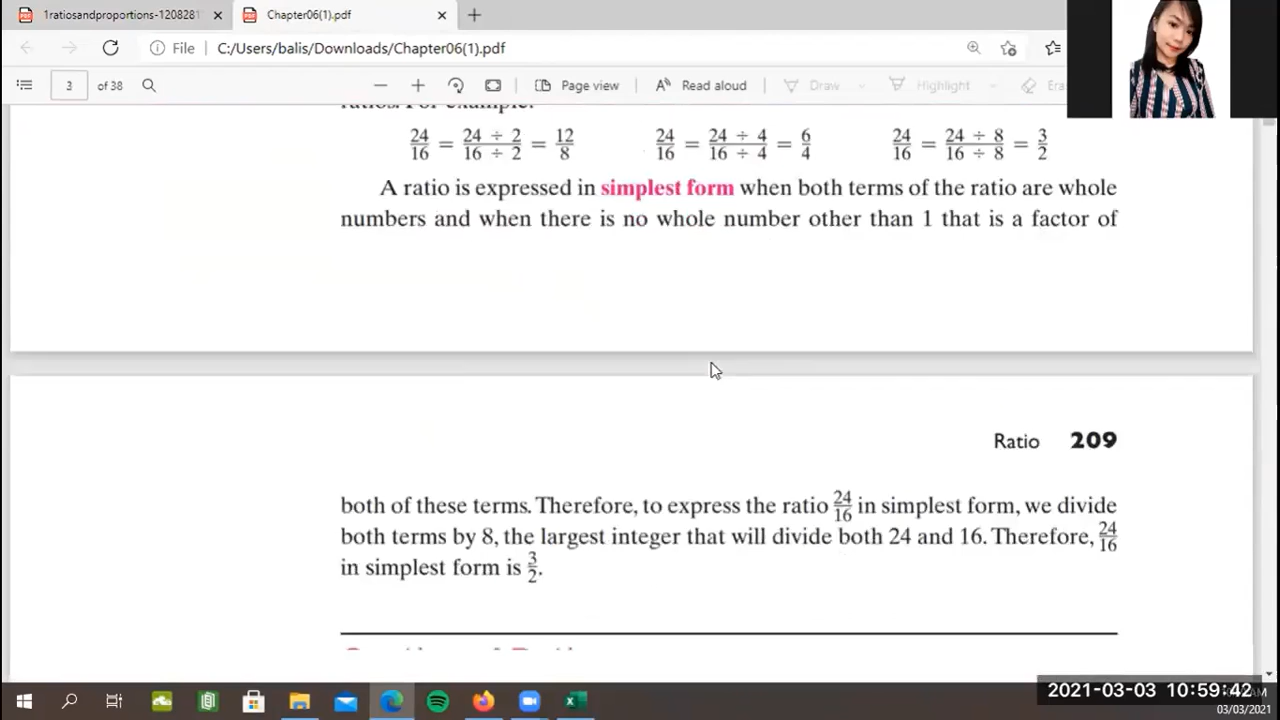 1ratiosandproportions-1208281
Chapter06(1).pdf
File C:/Users/balis/Downloads/Chapter06(1).pdf
3 of 38 Page view Read aloud Draw Highlight Era
ratios. For example:
24/16 = 24 ÷ 2/16 ÷ 2 = 12/8 24/16 = 24 ÷ 4/16 ÷ 4 = 6/4 24/16 = 24 ÷ 8/16 ÷ 8 = 3/2
A ratio is expressed in simplest form when both terms of the ratio are whole
numbers and when there is no whole number other than 1 that is a factor of
Ratio 209
both of these terms. Therefore, to express the ratio 24/16 in simplest form, we divide
both terms by 8, the largest integer that will divide both 24 and 16. Therefore, 24/16
in simplest form is 3/2.
2021-03-03 10:59:42
03/03/2021